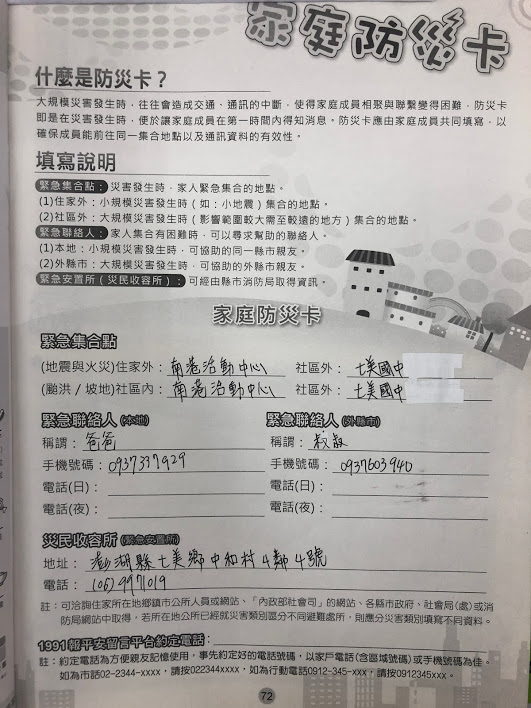 家庭防災卡
什麼是防災卡？
大規模災害發生時，往往會造成交通、通訊的中斷，使得家庭成員相聚與聯繫變得困難，防災卡
即是在災害發生時，便於讓家庭成員在第一時間內得知消息。防災卡應由家庭成員共同填寫，以
確保成員能前往同一集合地點以及通訊資料的有效性。
填寫說明
緊急集合點：災害發生時，家人緊急集合的地點。
(1)住家外：小規模災害發生時（如：小地震）集合的地點。
(2)社區外：大規模災害發生時（影響範圍較大需至較遠的地方）集合的地點。
緊急聯絡人：家人集合有困難時，可以尋求幫助的聯絡人。
(1)本地：小規模災害發生時，可協助的同一縣市親友。
(2)外縣市：大規模災害發生時，可協助的外縣市親友。
緊急安置所（災民收容所）：可經由縣市消防局取得資訊。
家庭防災卡
緊急集合點
(地震與火災)住家外：南港活動中心 社區外：七美國中
(颱洪／坡地)社區內：南港活動中心 社區外：七美國中
緊急聯絡人(本地) 緊急聯絡人(外縣市)
稱謂：爸爸 稱謂：叔叔
手機號碼：0937337929 手機號碼：0937603940
電話(日)： 電話(日)：
電話(夜)： 電話(夜)：
災民收容所(緊急安置所)
地址：澎湖縣七美鄉中和村4鄰4號
電話：(06)9971019
註：可洽詢住家所在地鄉鎮市公所人員或網站、「內政部社會司」的網站、各縣市政府、社會局(處)或消
防局網站中取得，若所在地公所已經就災害類別區分不同避難處所，則應分災害類別填寫不同資料。
1991報平安留言平台約定電話：
註：約定電話為方便親友記憶使用，事先約定好的電話號碼，以家戶電話(含區域號碼)或手機號碼為佳。
如為市話02-2344-xxxx，請按022344xxxx，如為行動電話0912-345-xxx，請按0912345xxx。
72